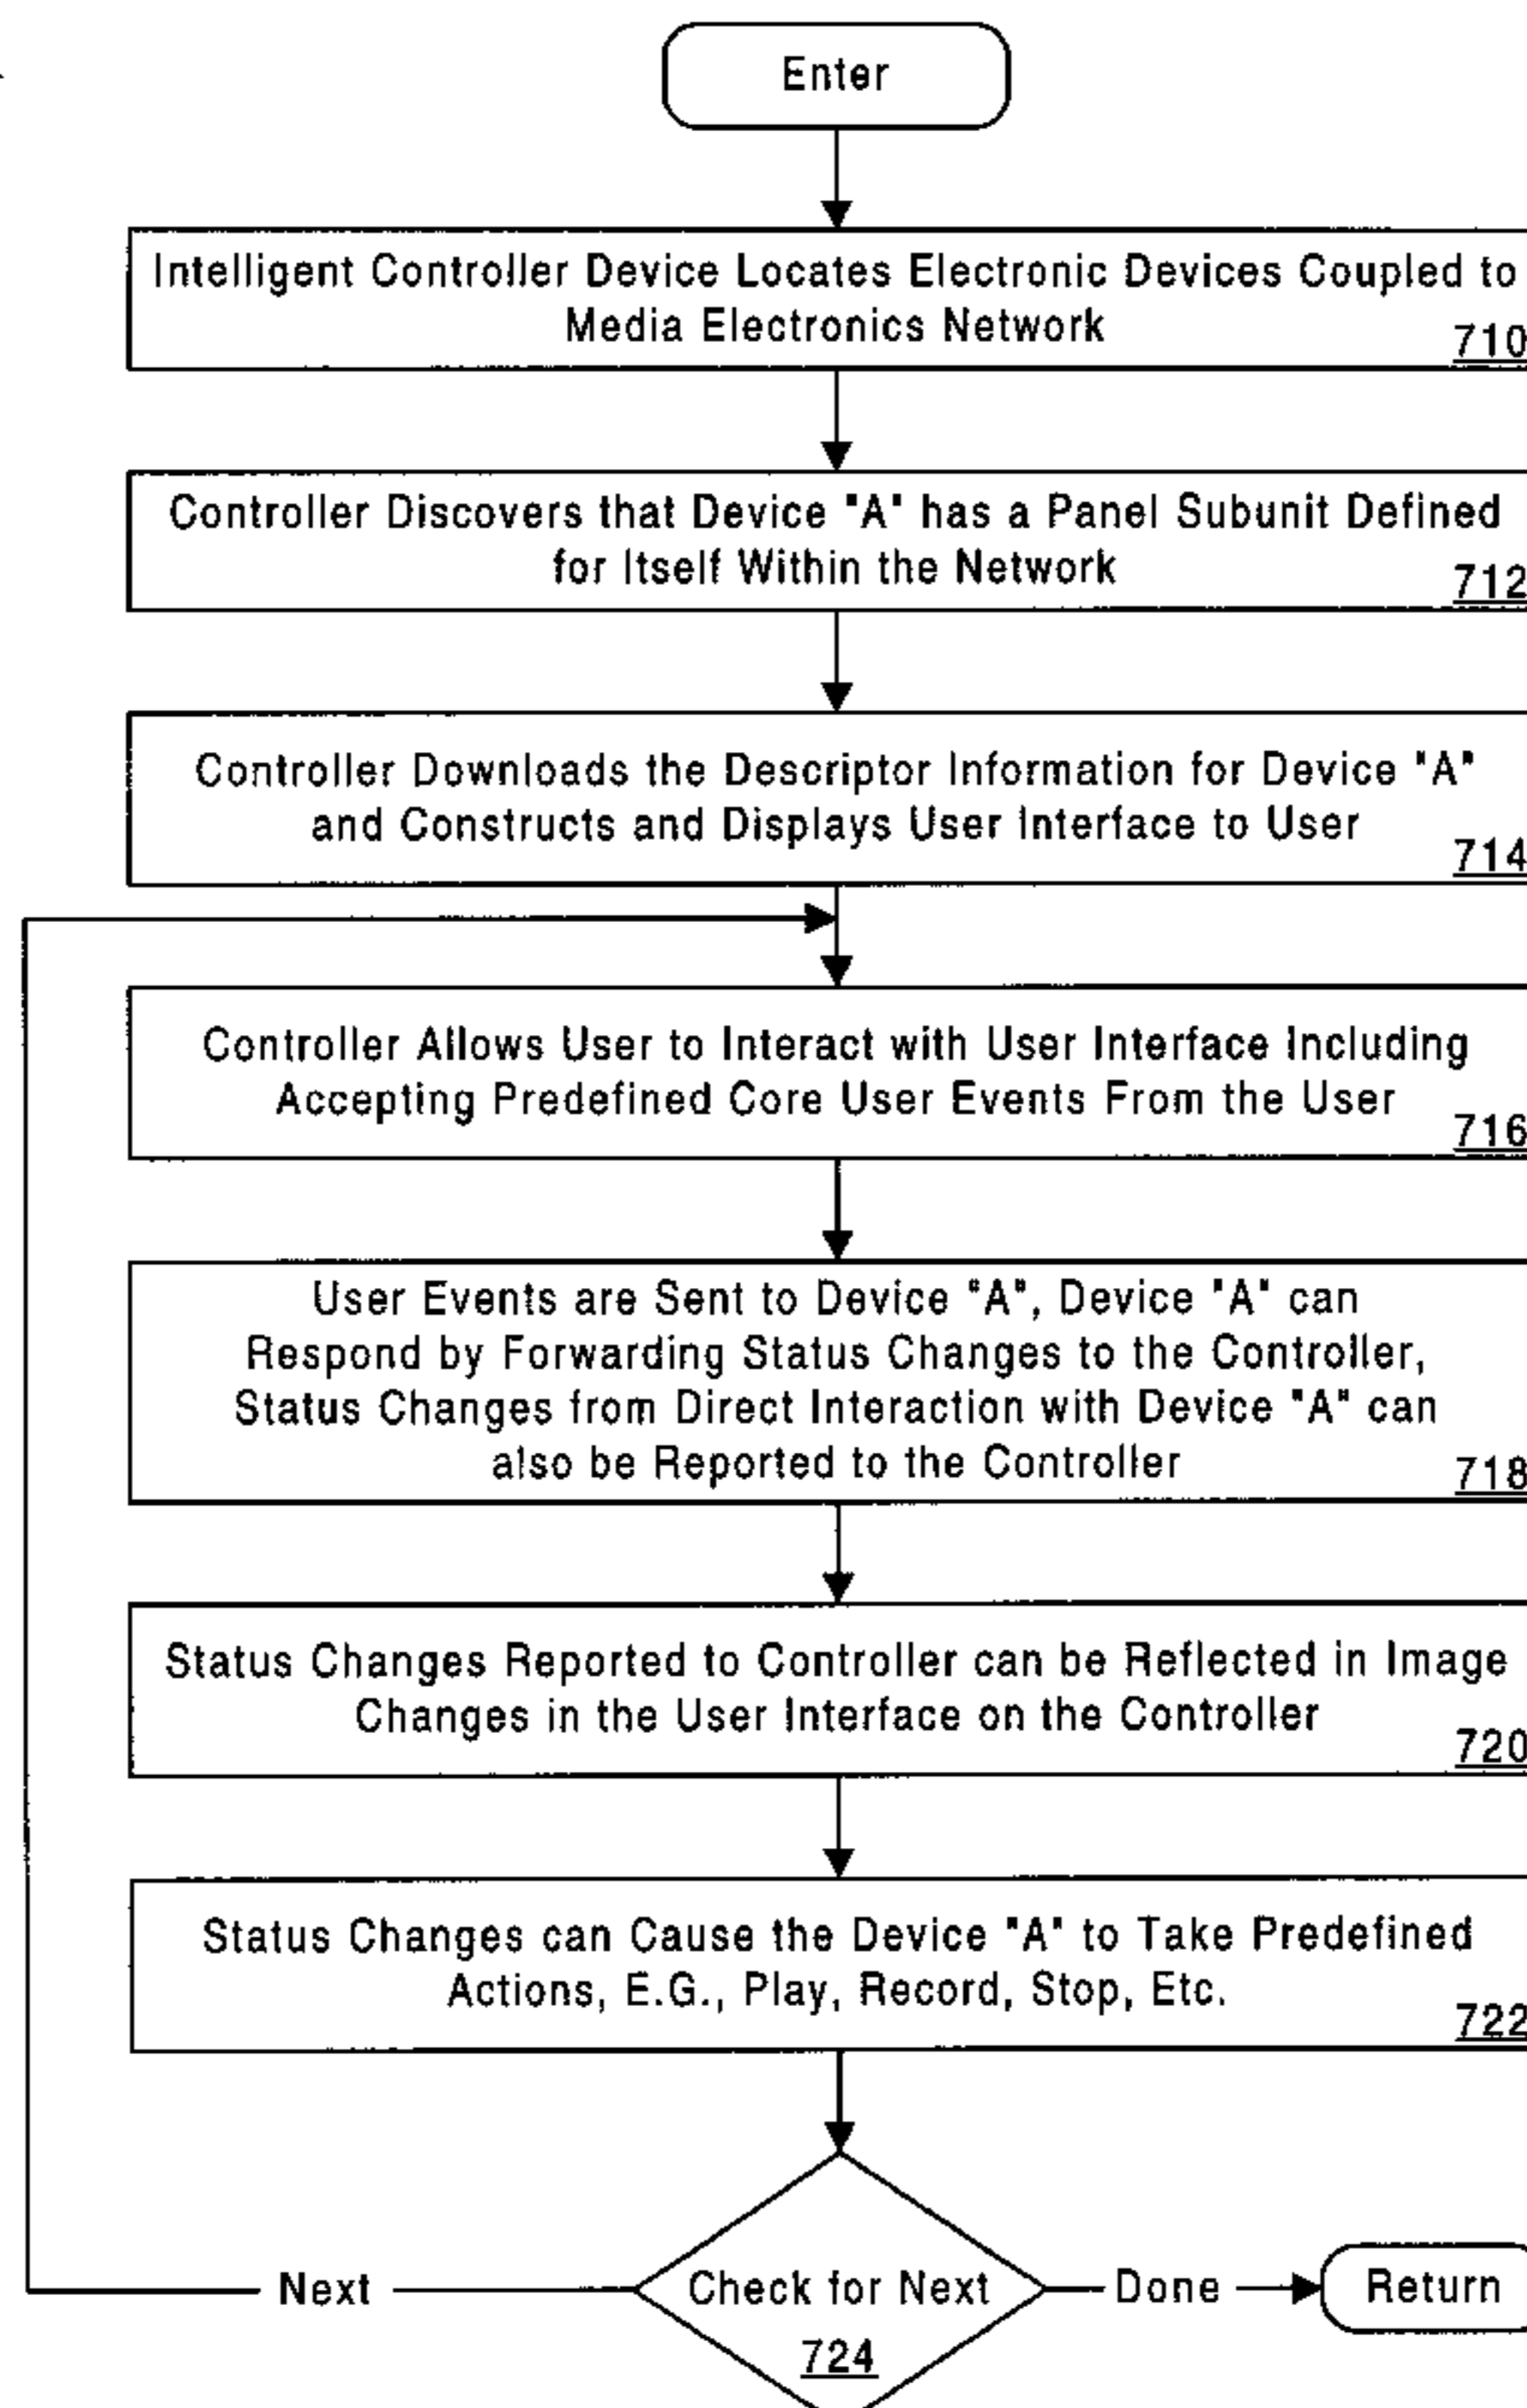 Enter
Intelligent Controller Device Locates Electronic Devices Coupled to
Media Electronics Network
710
Controller Discovers that Device "A" has a Panel Subunit Defined
for Itself Within the Network
712
Controller Downloads the Descriptor Information for Device "A"
and Constructs and Displays User Interface to User
714
Controller Allows User to Interact with User Interface Including
Accepting Predefined Core User Events From the User
716
User Events are Sent to Device "A", Device "A" can
Respond by Forwarding Status Changes to the Controller,
Status Changes from Direct Interaction with Device "A" can
also be Reported to the Controller
718
Status Changes Reported to Controller can be Reflected in Image
Changes in the User Interface on the Controller
720
Status Changes can Cause the Device "A" to Take Predefined
Actions, E.G., Play, Record, Stop, Etc.
722
Next
Check for Next
Done
Return
724